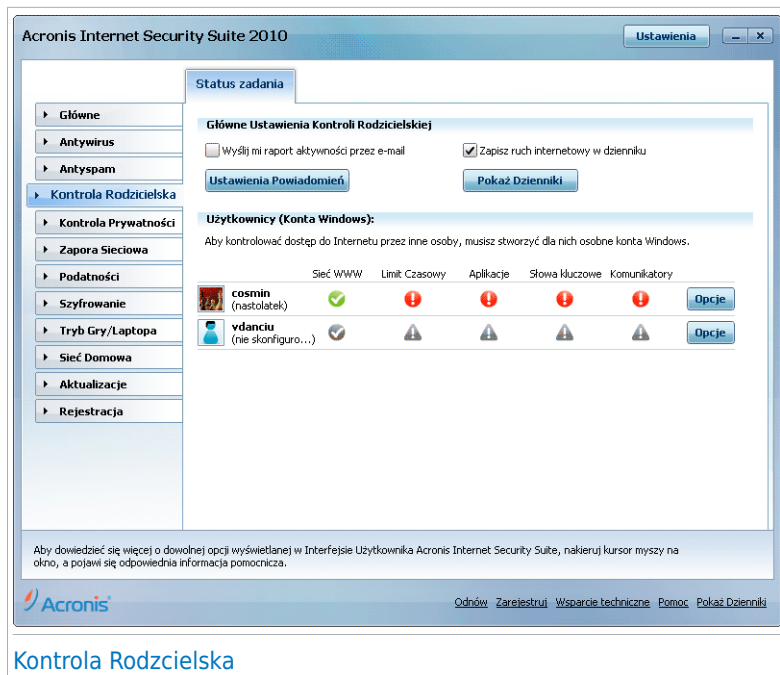 Acronis Internet Security Suite 2010
Ustawienia
Status zadania
Główne
Antywirus
Antyspam
Kontrola Rodzicielska
Kontrola Prywatności
Zapora Sieciowa
Podatności
Szyfrowanie
Tryb Gry/Laptopa
Sieć Domowa
Aktualizacje
Rejestracja
Główne Ustawienia Kontroli Rodzicielskiej
Wyślij mi raport aktywności przez e-mail
Zapisz ruch internetowy w dzienniku
Ustawienia Powiadomień
Pokaż Dzienniki
Użytkownicy (Konta Windows):
Aby kontrolować dostęp do Internetu przez inne osoby, musisz stworzyć dla nich osobne konta Windows.
Sieć WWW Limit Czasowy Aplikacje Słowa kluczowe Komunikatory
cosmin
(nastolatek)
Opcje
vdanciu
(nie skonfiguro...)
Opcje
Aby dowiedzieć się więcej o dowolnej opcji wyświetlanej w Interfejsie Użytkownika Acronis Internet Security Suite, nakieruj kursor myszy na
okno, a pojawi się odpowiednia informacja pomocnicza.
Acronis
Odnów Zarejestruj Wsparcie techniczne Pomoc Pokaż Dzienniki
Kontrola Rodzcielska